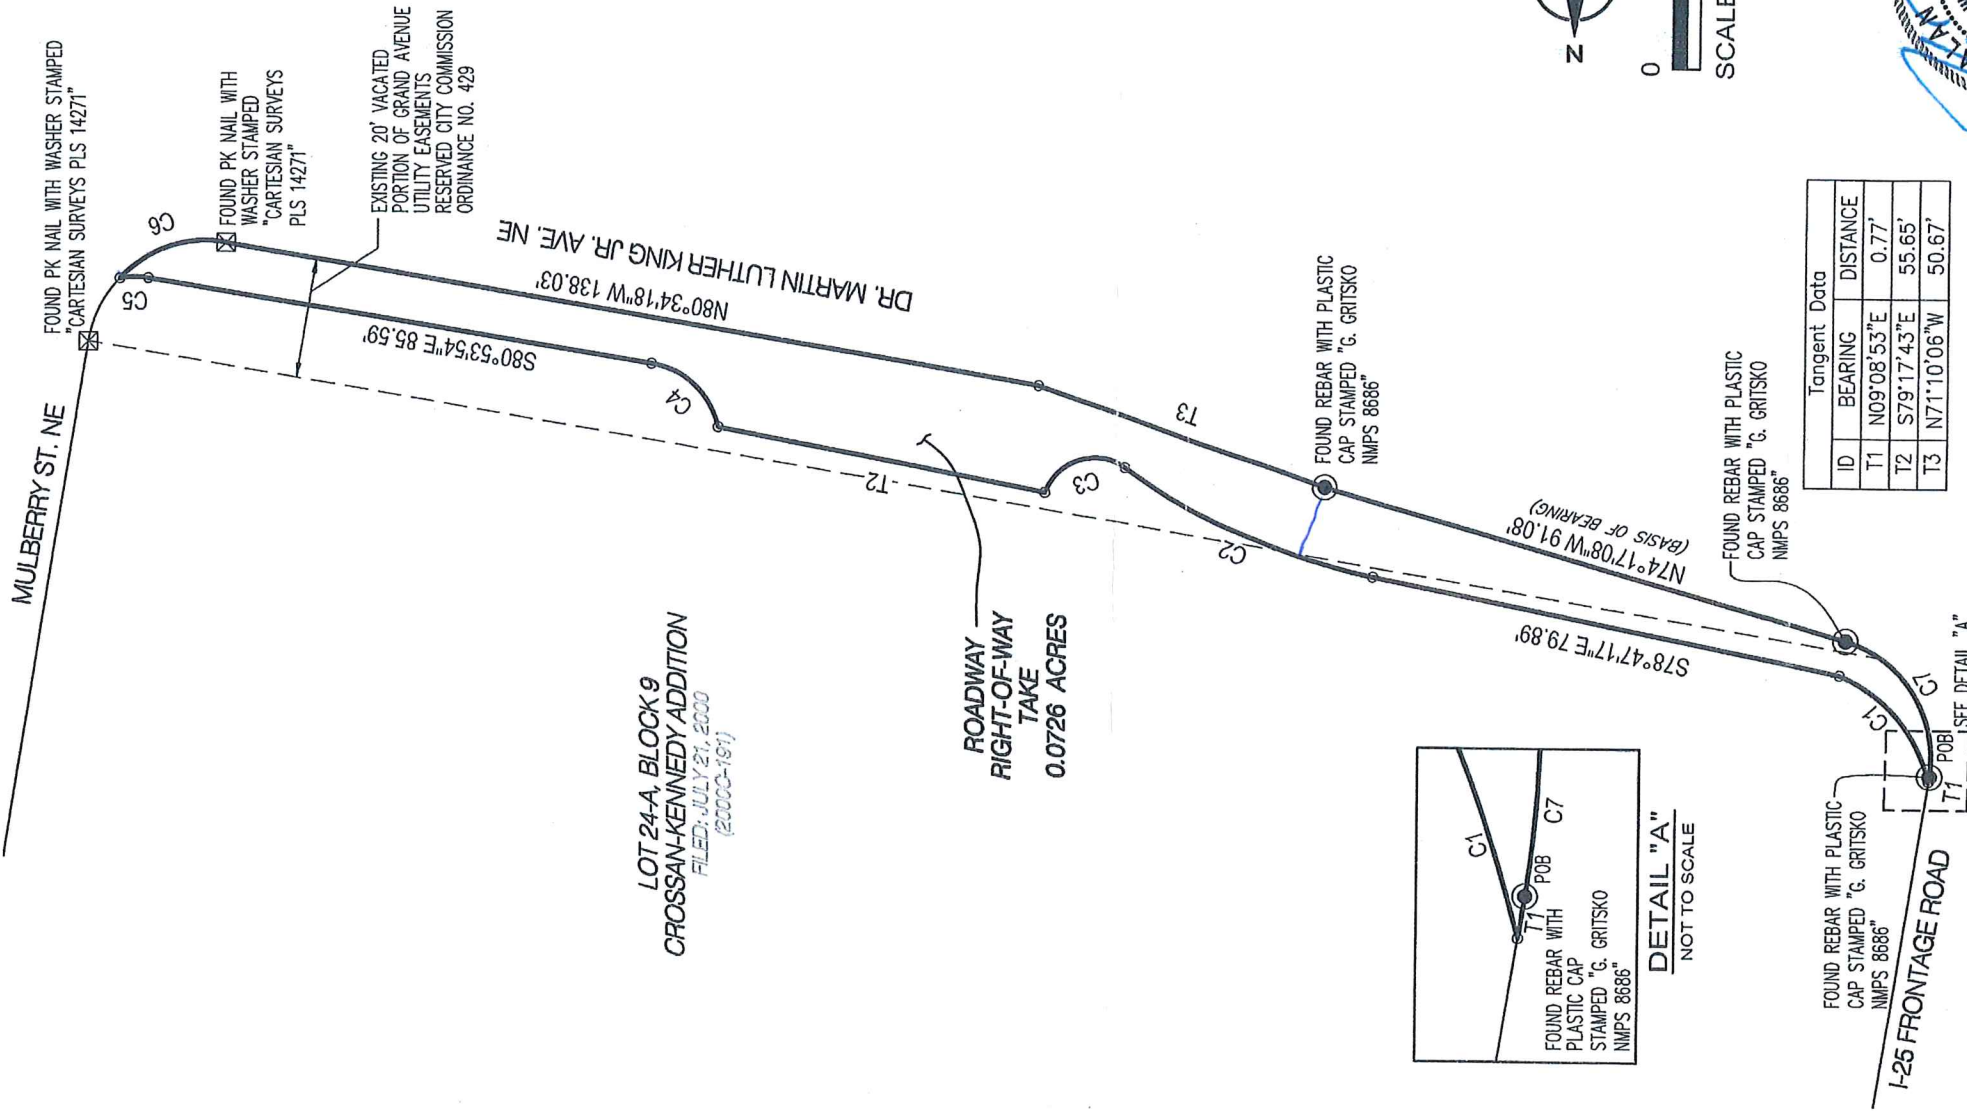 MULBERRY ST. NE
FOUND PK NAIL WITH WASHER STAMPED
"CARTESIAN SURVEYS PLS 14271"
C6
C5
FOUND PK NAIL WITH
WASHER STAMPED
"CARTESIAN SURVEYS
PLS 14271"
EXISTING 20' VACATED
PORTION OF GRAND AVENUE
UTILITY EASEMENTS
RESERVED CITY COMMISSION
ORDINANCE NO. 429
DR. MARTIN LUTHER KING JR. AVE. NE
N80°34'18"W 138.03'
S80°53'54"E 85.59'
C4
T2
C3
T3
C2
FOUND REBAR WITH PLASTIC
CAP STAMPED "G. GRITSKO
NMPS 8686"
N74°17'08"W 91.08'
(BASIS OF BEARING)
S78°47'17"E 79.89'
FOUND REBAR WITH PLASTIC
CAP STAMPED "G. GRITSKO
NMPS 8686"
C7
C1
POB
T1
SEE DETAIL "A"
FOUND REBAR WITH PLASTIC
CAP STAMPED "G. GRITSKO
NMPS 8686"
I-25 FRONTAGE ROAD
LOT 24-A, BLOCK 9
CROSSAN-KENNEDY ADDITION
FILED: JULY 21, 2000
(2000C-191)
ROADWAY
RIGHT-OF-WAY
TAKE
0.0726 ACRES
C1
C7
POB
T1
FOUND REBAR WITH
PLASTIC CAP
STAMPED "G. GRITSKO
NMPS 8686"
DETAIL "A"
NOT TO SCALE
Tangent Data
ID BEARING DISTANCE
T1 N09°08'53"E 0.77'
T2 S79°17'43"E 55.65'
T3 N71°10'06"W 50.67'
N
0
SCALE